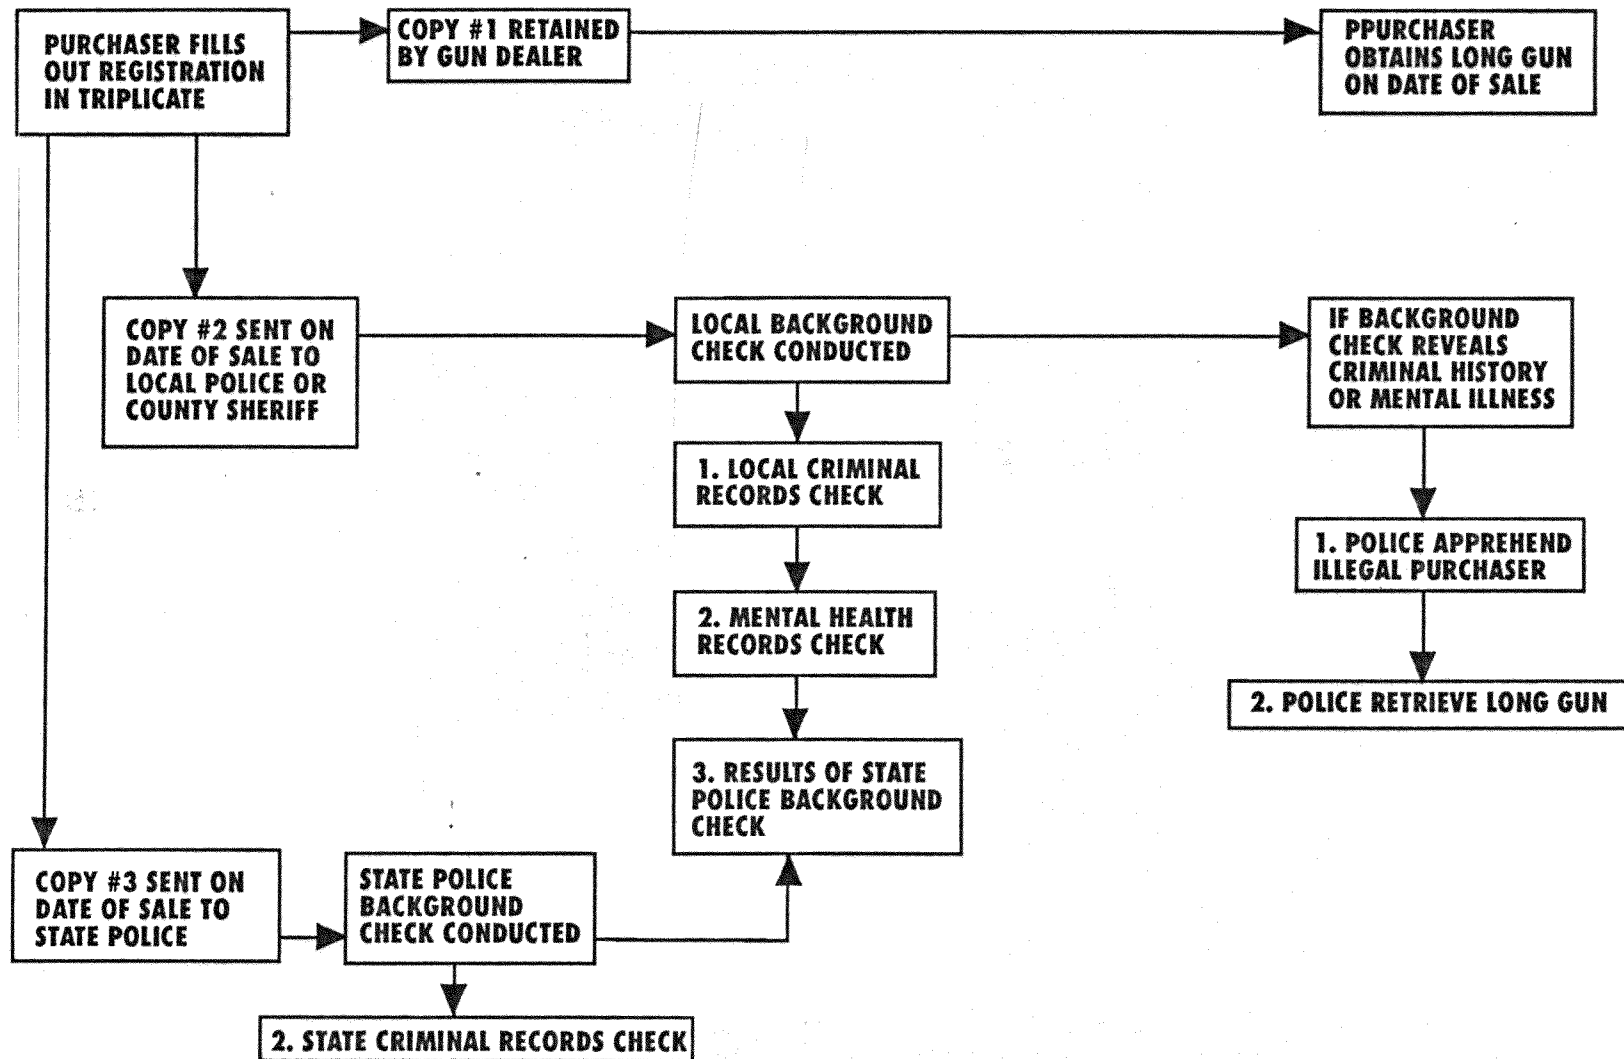 PURCHASER FILLS
OUT REGISTRATION
IN TRIPLICATE
COPY #1 RETAINED
BY GUN DEALER
PPURCHASER
OBTAINS LONG GUN
ON DATE OF SALE
COPY #2 SENT ON
DATE OF SALE TO
LOCAL POLICE OR
COUNTY SHERIFF
LOCAL BACKGROUND
CHECK CONDUCTED
IF BACKGROUND
CHECK REVEALS
CRIMINAL HISTORY
OR MENTAL ILLNESS
1. LOCAL CRIMINAL
RECORDS CHECK
1. POLICE APPREHEND
ILLEGAL PURCHASER
2. MENTAL HEALTH
RECORDS CHECK
2. POLICE RETRIEVE LONG GUN
3. RESULTS OF STATE
POLICE BACKGROUND
CHECK
COPY #3 SENT ON
DATE OF SALE TO
STATE POLICE
STATE POLICE
BACKGROUND
CHECK CONDUCTED
2. STATE CRIMINAL RECORDS CHECK